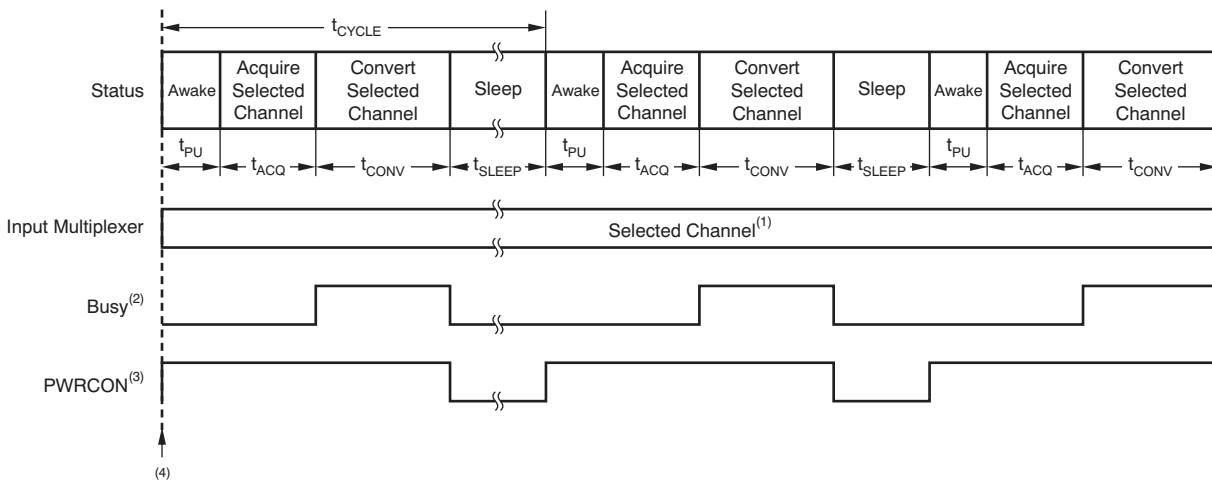 tCYCLE
Status
Awake
Acquire
Selected
Channel
Convert
Selected
Channel
Sleep
Awake
Acquire
Selected
Channel
Convert
Selected
Channel
Sleep
Awake
Acquire
Selected
Channel
Convert
Selected
Channel
tPU
tACQ
tCONV
tSLEEP
tPU
tACQ
tCONV
tSLEEP
tPU
tACQ
tCONV
Input Multiplexer
Selected Channel(1)
Busy(2)
PWRCON(3)
(4)